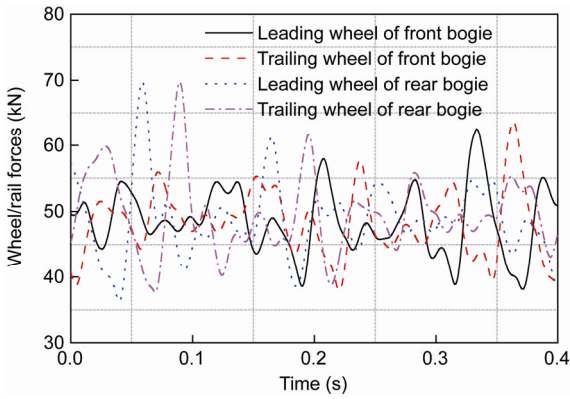 80
70
60
50
40
30
Wheel/rail forces (kN)
Leading wheel of front bogie
Trailing wheel of front bogie
Leading wheel of rear bogie
Trailing wheel of rear bogie
0.0 0.1 0.2 0.3 0.4
Time (s)